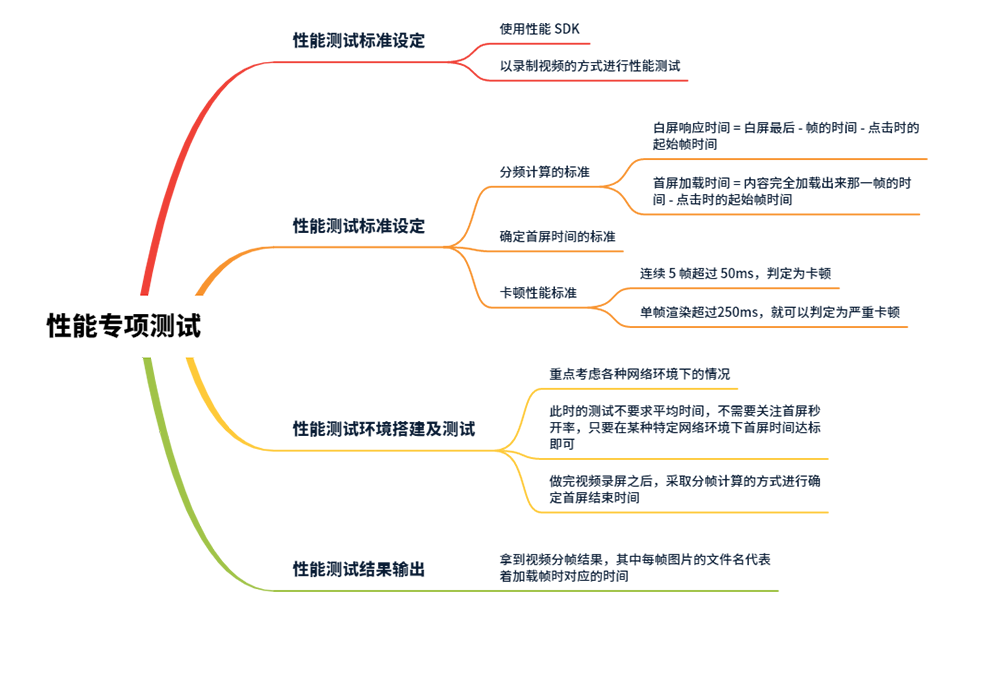 性能专项测试
性能测试标准设定
使用性能 SDK
以录制视频的方式进行性能测试
性能测试标准设定
分频计算的标准
白屏响应时间 = 白屏最后 - 帧的时间 - 点击时的
起始帧时间
首屏加载时间 = 内容完全加载出来那一帧的时
间 - 点击时的起始帧时间
确定首屏时间的标准
卡顿性能标准
连续 5 帧超过 50ms，判定为卡顿
单帧渲染超过250ms，就可以判定为严重卡顿
性能测试环境搭建及测试
重点考虑各种网络环境下的情况
此时的测试不要求平均时间，不需要关注首屏秒
开率，只要在某种特定网络环境下首屏时间达标
即可
做完视频录屏之后，采取分帧计算的方式进行确
定首屏结束时间
性能测试结果输出
拿到视频分帧结果，其中每帧图片的文件名代表
着加载帧时对应的时间